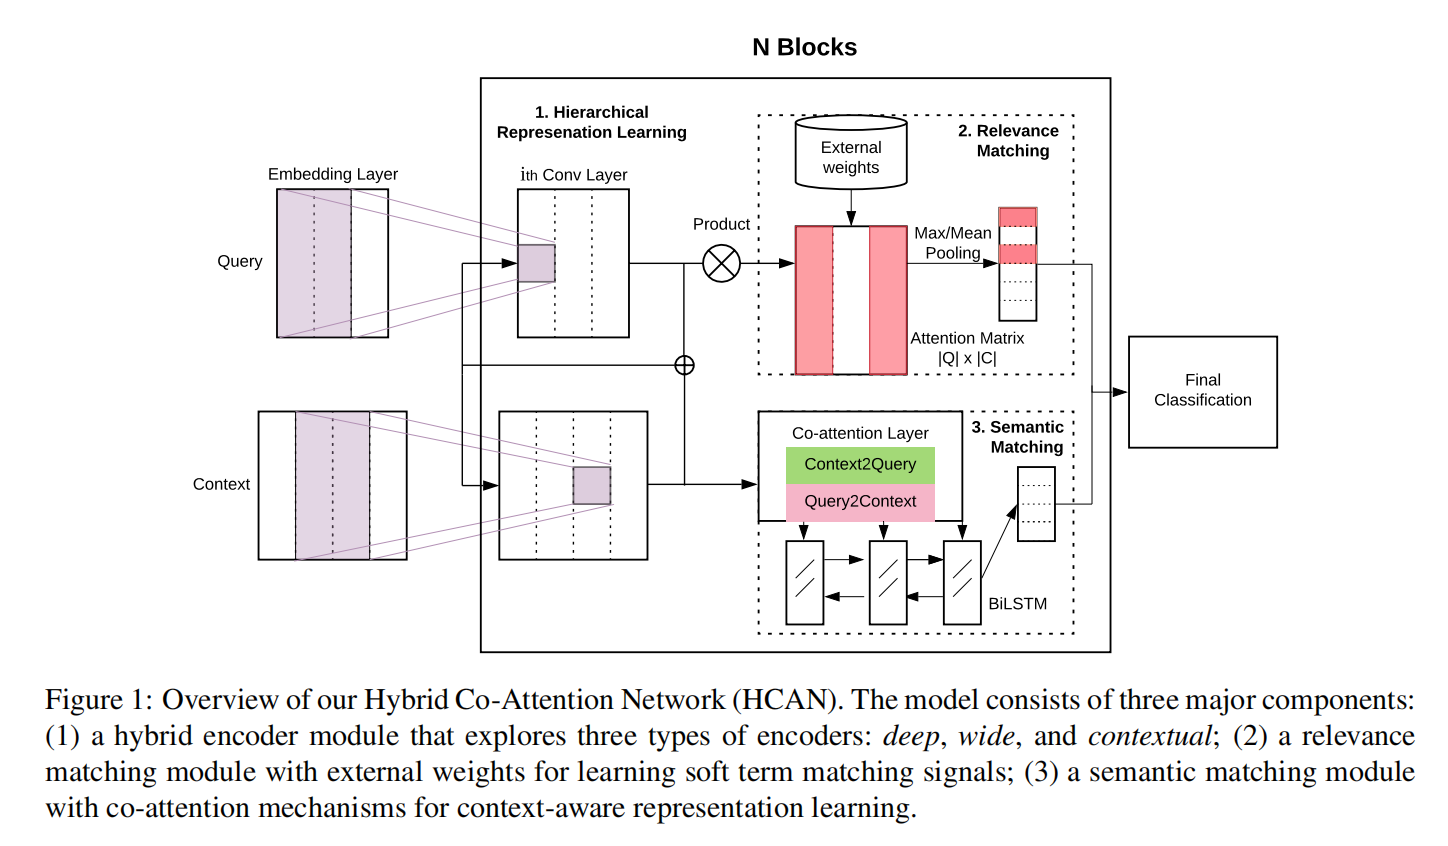 N Blocks
1. Hierarchical
Represenation Learning
2. Relevance
Matching
External
weights
Embedding Layer
ith Conv Layer
Product
Max/Mean
Pooling
Query
Attention Matrix
|Q| x |C|
Final
Classification
Co-attention Layer
3. Semantic
Matching
Context2Query
Context
Query2Context
BiLSTM
Figure 1: Overview of our Hybrid Co-Attention Network (HCAN). The model consists of three major components:
(1) a hybrid encoder module that explores three types of encoders: deep, wide, and contextual; (2) a relevance
matching module with external weights for learning soft term matching signals; (3) a semantic matching module
with co-attention mechanisms for context-aware representation learning.